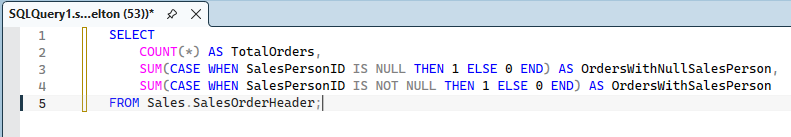 SQLQuery1.s...elton (53))*
1 SELECT
2 COUNT(*) AS TotalOrders,
3 SUM(CASE WHEN SalesPersonID IS NULL THEN 1 ELSE 0 END) AS OrdersWithNullSalesPerson,
4 SUM(CASE WHEN SalesPersonID IS NOT NULL THEN 1 ELSE 0 END) AS OrdersWithSalesPerson
5 FROM Sales.SalesOrderHeader;